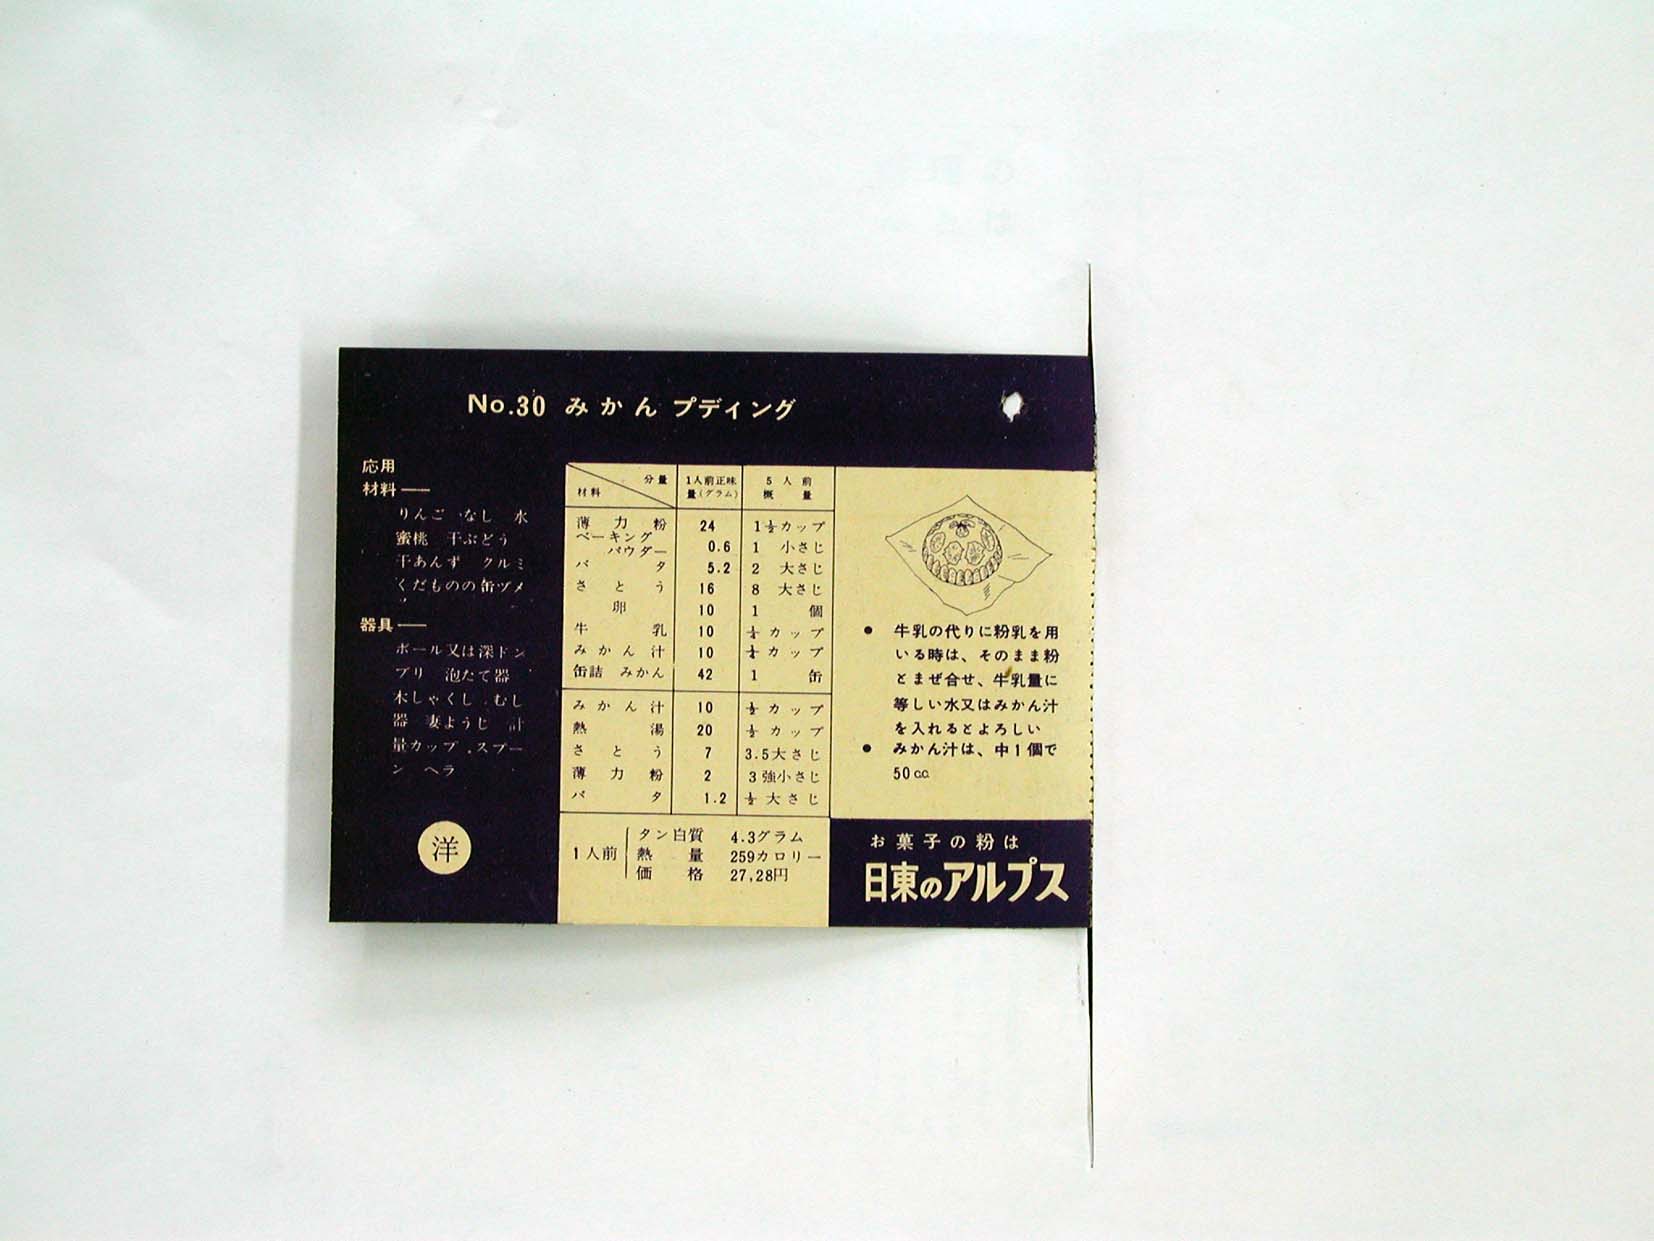 No.30 みかん プディング
応用
材料――
りんご なし 水
蜜桃 干ぶどう
干あんず クルミ
くだものの缶ヅメ
器具――
ボール又は深ドン
ブリ 泡たて器
木しゃくし むし
器 妻ようじ 計
量カップ スプー
ン ヘラ
洋
材料 分量 1人前正味量(グラム) 5人前概量
薄力粉 24 1½カップ
ベーキングパウダー 0.6 1 小さじ
バタ 5.2 2 大さじ
さとう 16 8 大さじ
卵 10 1 個
牛乳 10 カップ
みかん汁 10 カップ
缶詰 みかん 42 1 缶
みかん汁 10 カップ
熱湯 20 カップ
さとう 7 3.5大さじ
薄力粉 2 3強小さじ
バタ 1.2 ½大さじ
1人前
タン白質 4.3グラム
熱量 259カロリー
価格 27,28円
● 牛乳の代りに粉乳を用
いる時は、そのまま粉
とまぜ合せ、牛乳量に
等しい水又はみかん汁
を入れるとよろしい
● みかん汁は、中1個で
50cc
お菓子の粉は
日東のアルプス